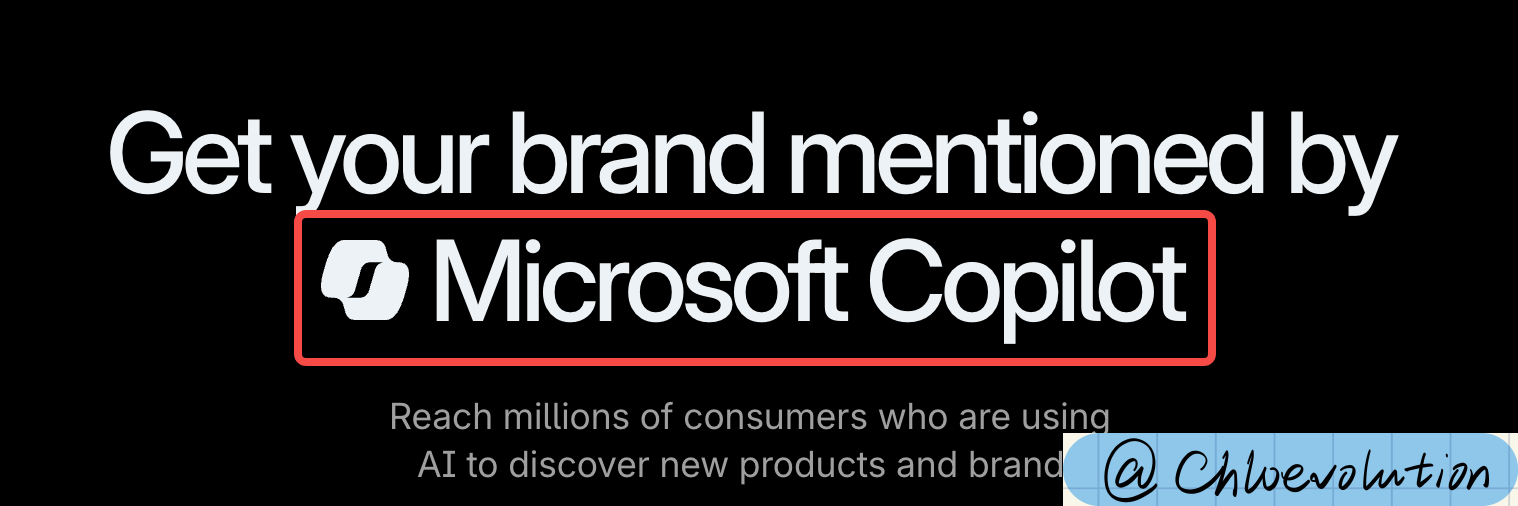 Get your brand mentioned by
Microsoft Copilot
Reach millions of consumers who are using
AI to discover new products and brand
@Chloevolution